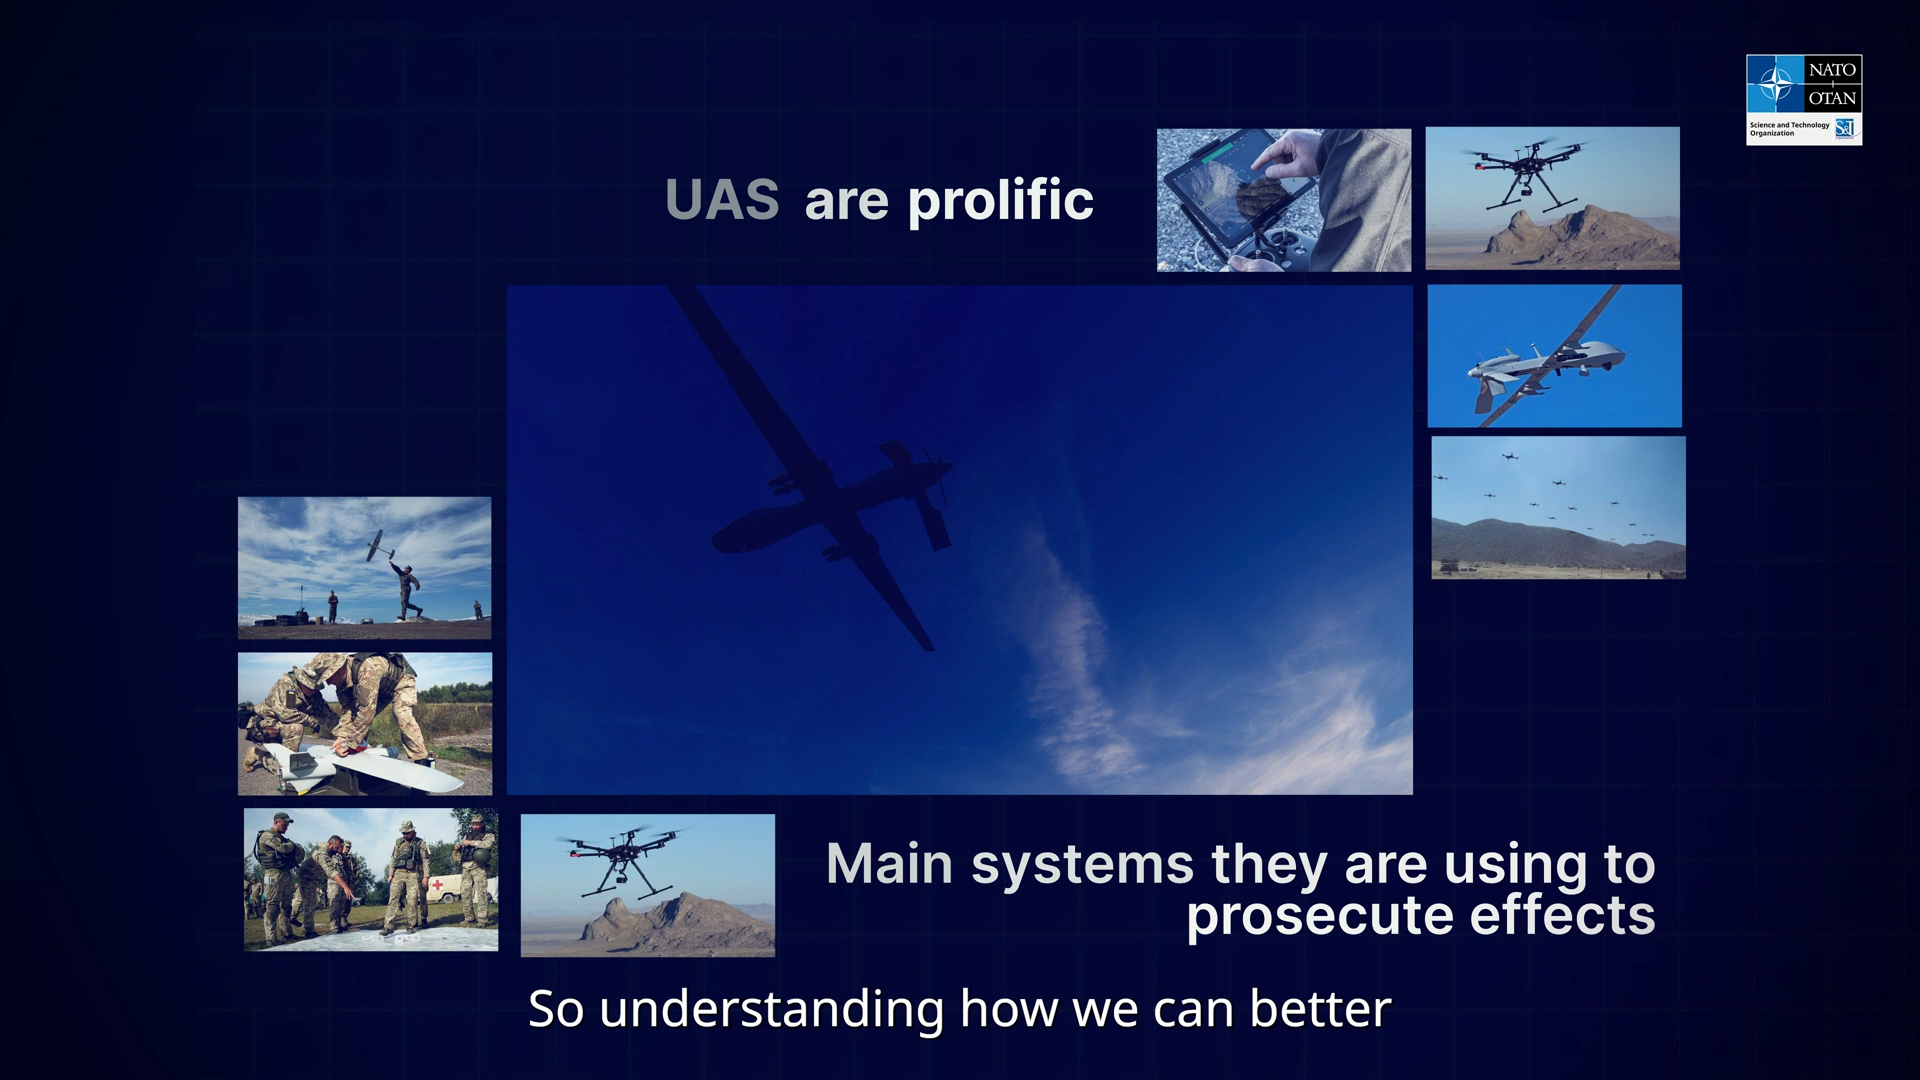 NATO
OTAN
Science and Technology
Organization
S&T
UAS are prolific
Main systems they are using to
prosecute effects
So understanding how we can better